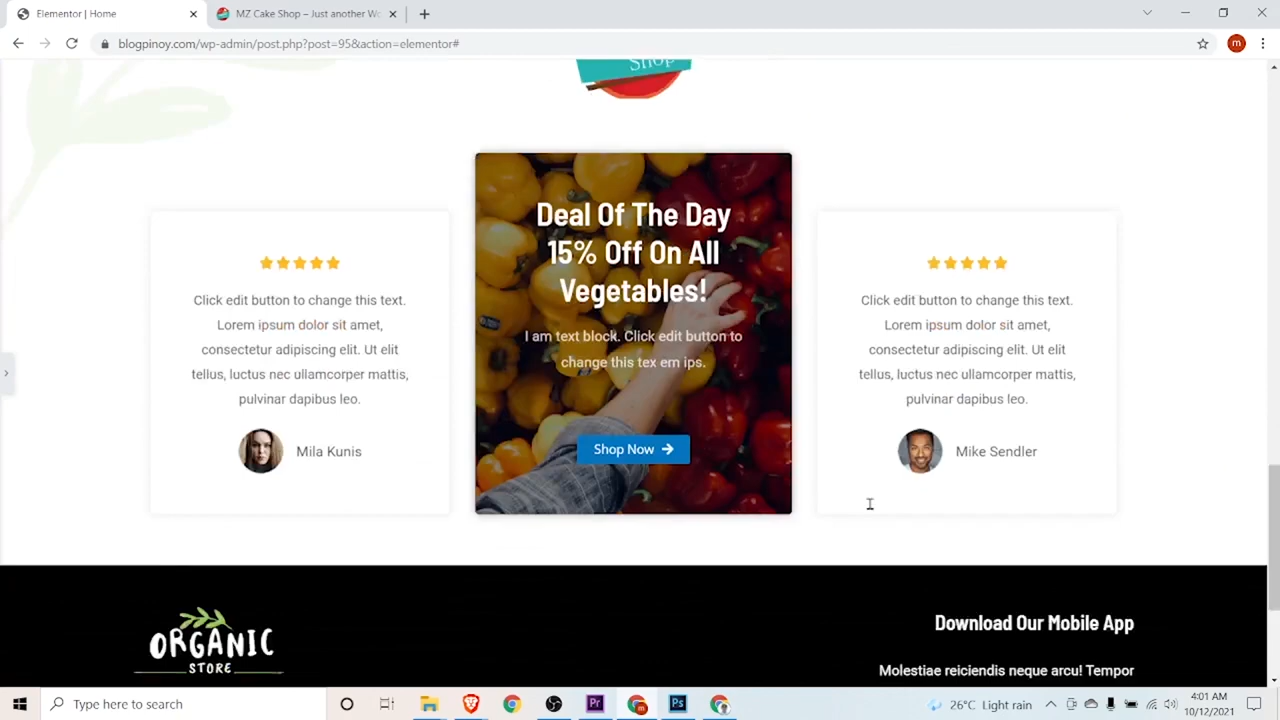 Elementor | Home
MZ Cake Shop – Just another Wo
blogpinoy.com/wp-admin/post.php?post=95&action=elementor#
m
Shop
Deal Of The Day
15% Off On All
Vegetables!
I am text block. Click edit button to
change this tex em ips.
Shop Now
Click edit button to change this text.
Lorem ipsum dolor sit amet,
consectetur adipiscing elit. Ut elit
tellus, luctus nec ullamcorper mattis,
pulvinar dapibus leo.
Mila Kunis
Click edit button to change this text.
Lorem ipsum dolor sit amet,
consectetur adipiscing elit. Ut elit
tellus, luctus nec ullamcorper mattis,
pulvinar dapibus leo.
Mike Sendler
ORGANIC
STORE
Download Our Mobile App
Molestiae reiciendis neque arcu! Tempor
Type here to search
Pr
m
Ps
26°C Light rain
4:01 AM
10/12/2021